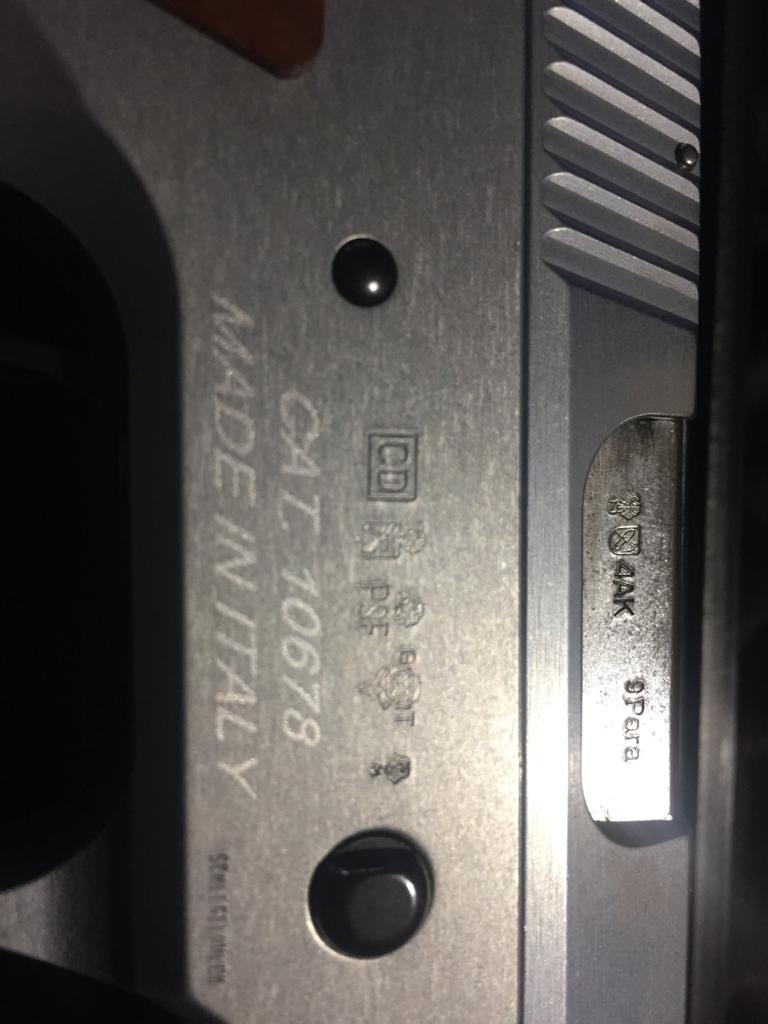 4AK 9Para
CD
PSF
CAT. 10678
MADE IN ITALY